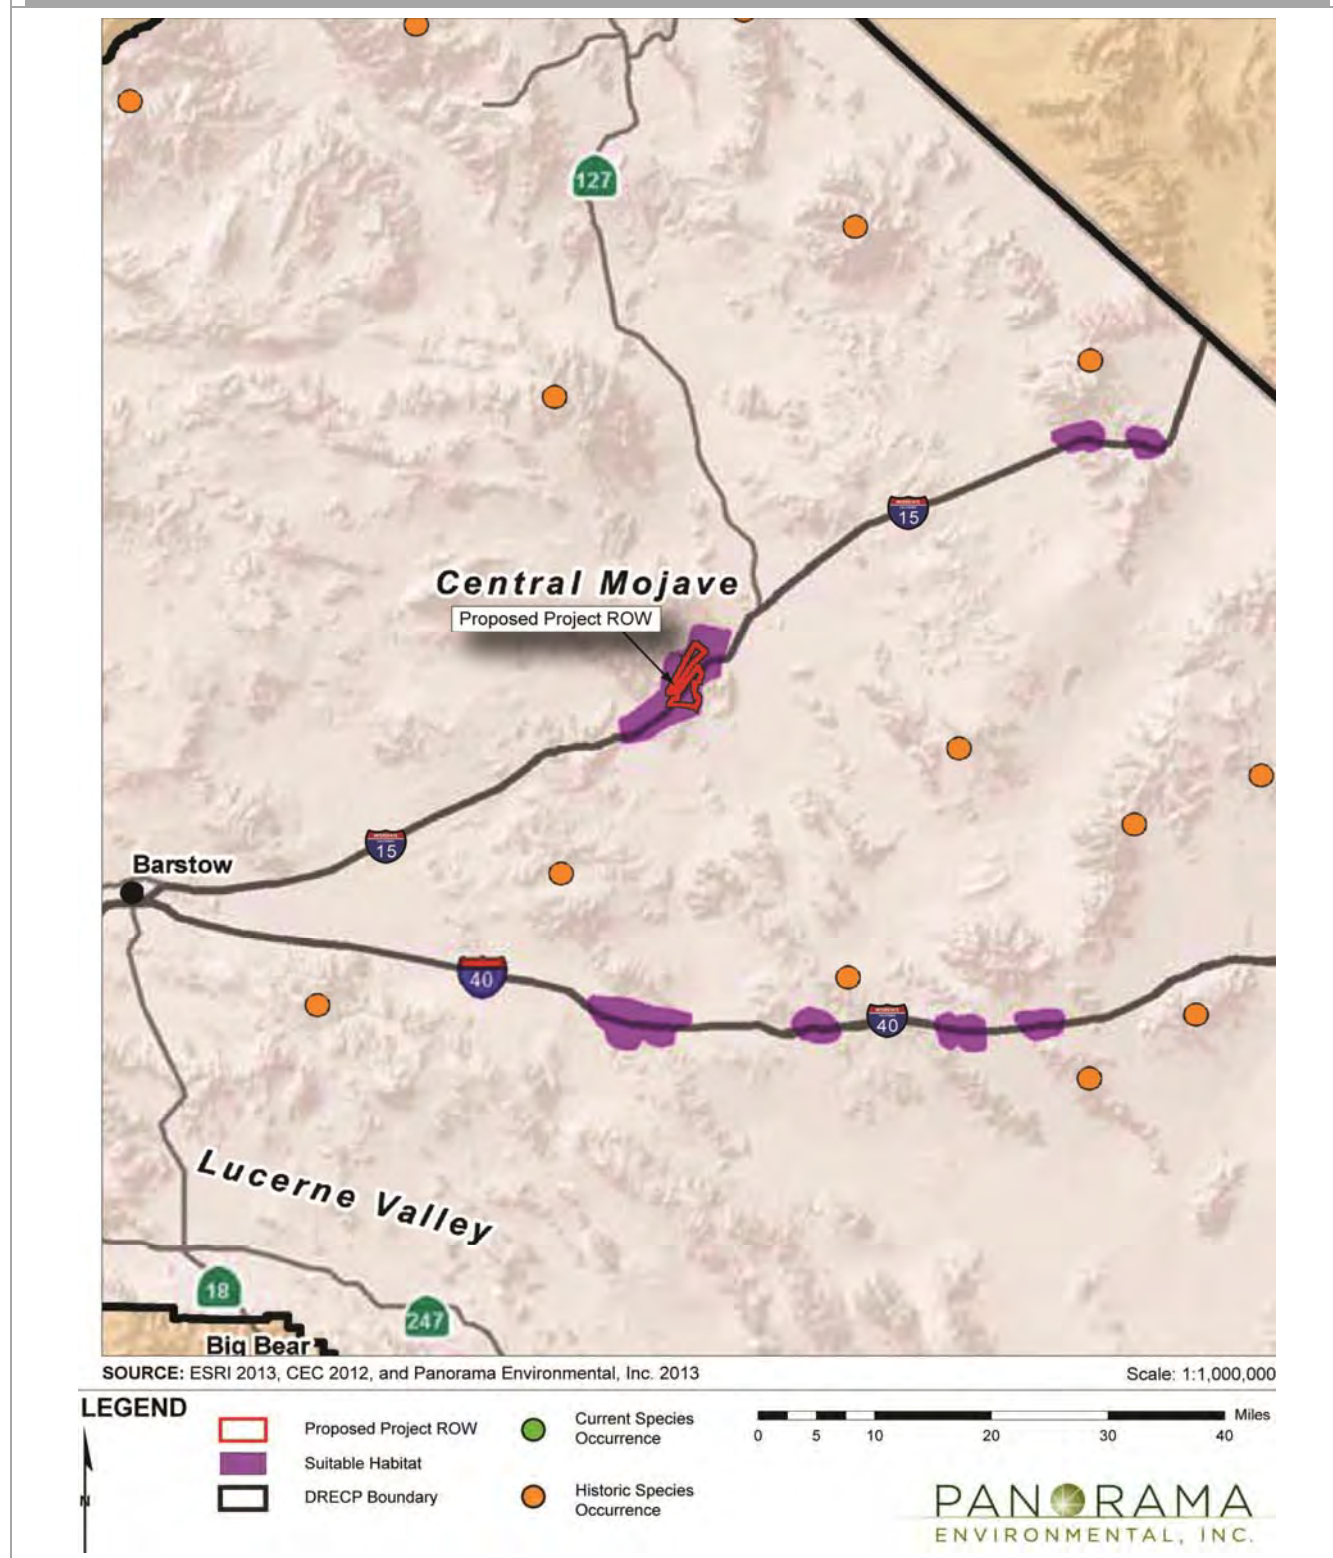 127
15
Central Mojave
Proposed Project ROW
15
Barstow
40
40
Lucerne Valley
18
247
Big Bear
SOURCE: ESRI 2013, CEC 2012, and Panorama Environmental, Inc. 2013
Scale: 1:1,000,000
LEGEND
Proposed Project ROW
Suitable Habitat
DRECP Boundary
N
Current Species
Occurrence
Historic Species
Occurrence
Miles
0 5 10 20 30 40
PANORAMA
ENVIRONMENTAL, INC.